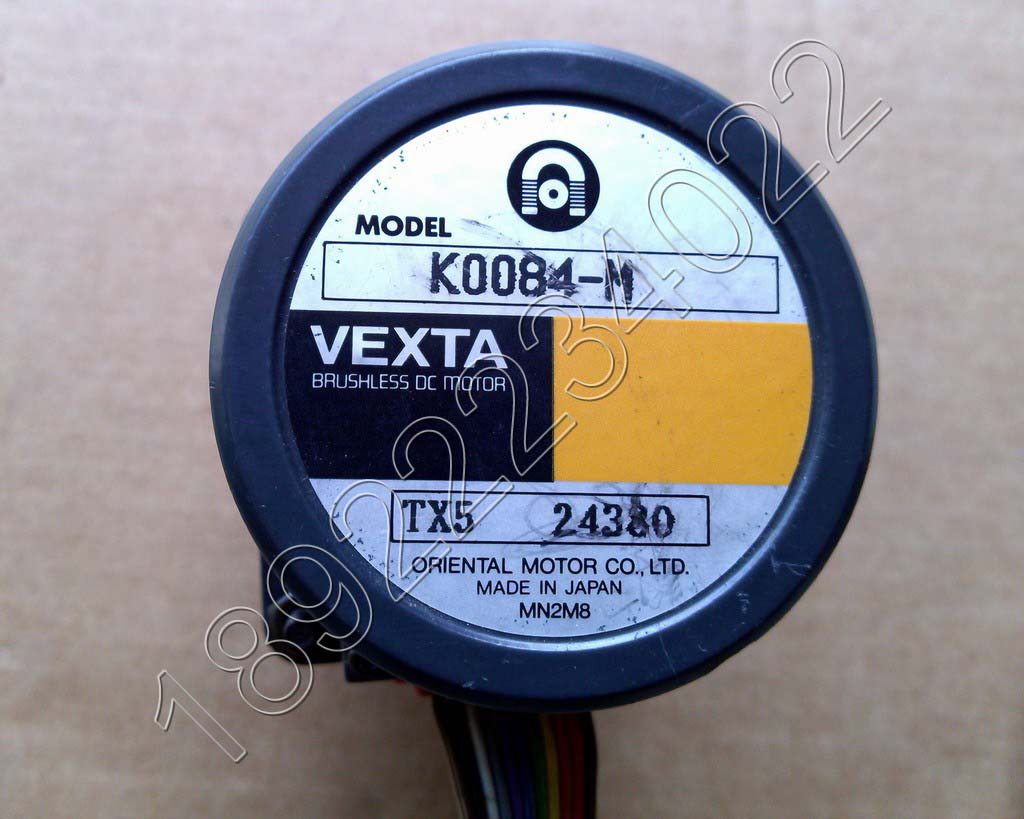 MODEL
K0084-M
VEXTA
BRUSHLESS DC MOTOR
TX5 24380
ORIENTAL MOTOR CO., LTD.
MADE IN JAPAN
MN2M8
18922234022